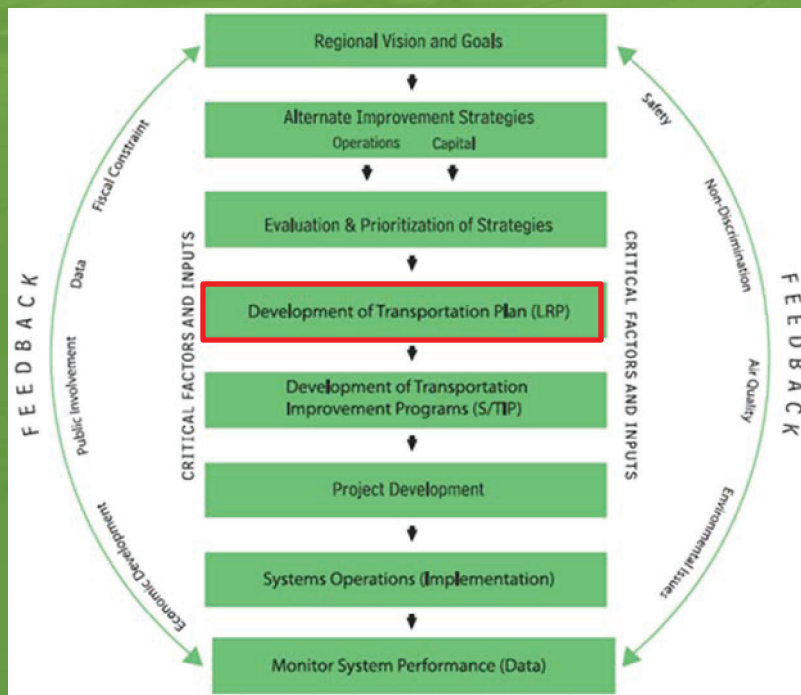 Regional Vision and Goals
Alternate Improvement Strategies
Operations Capital
Evaluation & Prioritization of Strategies
Development of Transportation Plan (LRP)
Development of Transportation
Improvement Programs (S/TIP)
Project Development
Systems Operations (Implementation)
Monitor System Performance (Data)
FEEDBACK
Fiscal Constraint
Data
Public Involvement
Economic Development
CRITICAL FACTORS AND INPUTS
CRITICAL FACTORS AND INPUTS
Safety
Non-Discrimination
Air Quality
Environmental Issues
FEEDBACK